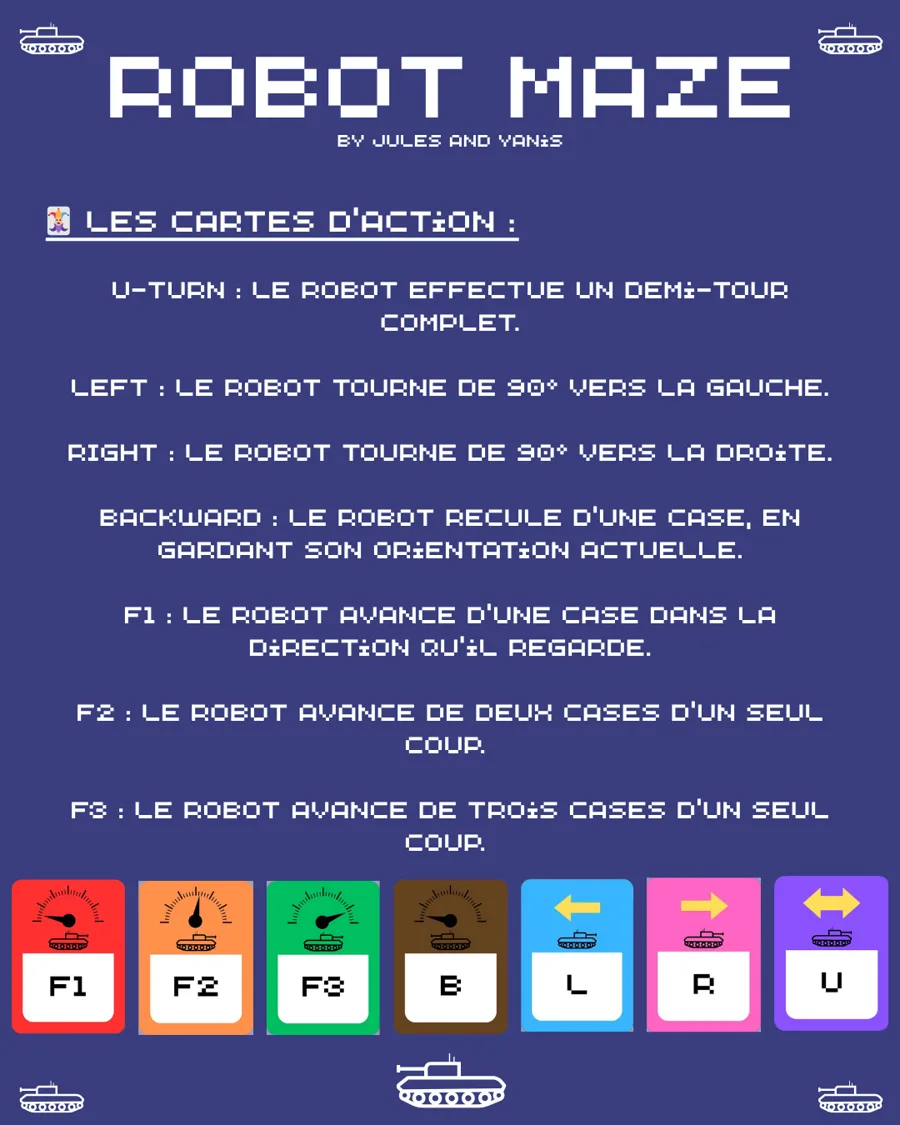 ROBOT MAZE
BY JULES AND YANIS
LES CARTES D'ACTION :
U-TURN : LE ROBOT EFFECTUE UN DEMI-TOUR
COMPLET.
LEFT : LE ROBOT TOURNE DE 90° VERS LA GAUCHE.
RIGHT : LE ROBOT TOURNE DE 90° VERS LA DROITE.
BACKWARD : LE ROBOT RECULE D'UNE CASE, EN
GARDANT SON ORIENTATION ACTUELLE.
F1 : LE ROBOT AVANCE D'UNE CASE DANS LA
DIRECTION QU'IL REGARDE.
F2 : LE ROBOT AVANCE DE DEUX CASES D'UN SEUL
COUP.
F3 : LE ROBOT AVANCE DE TROIS CASES D'UN SEUL
COUP.
F1 F2 F3 B L R U